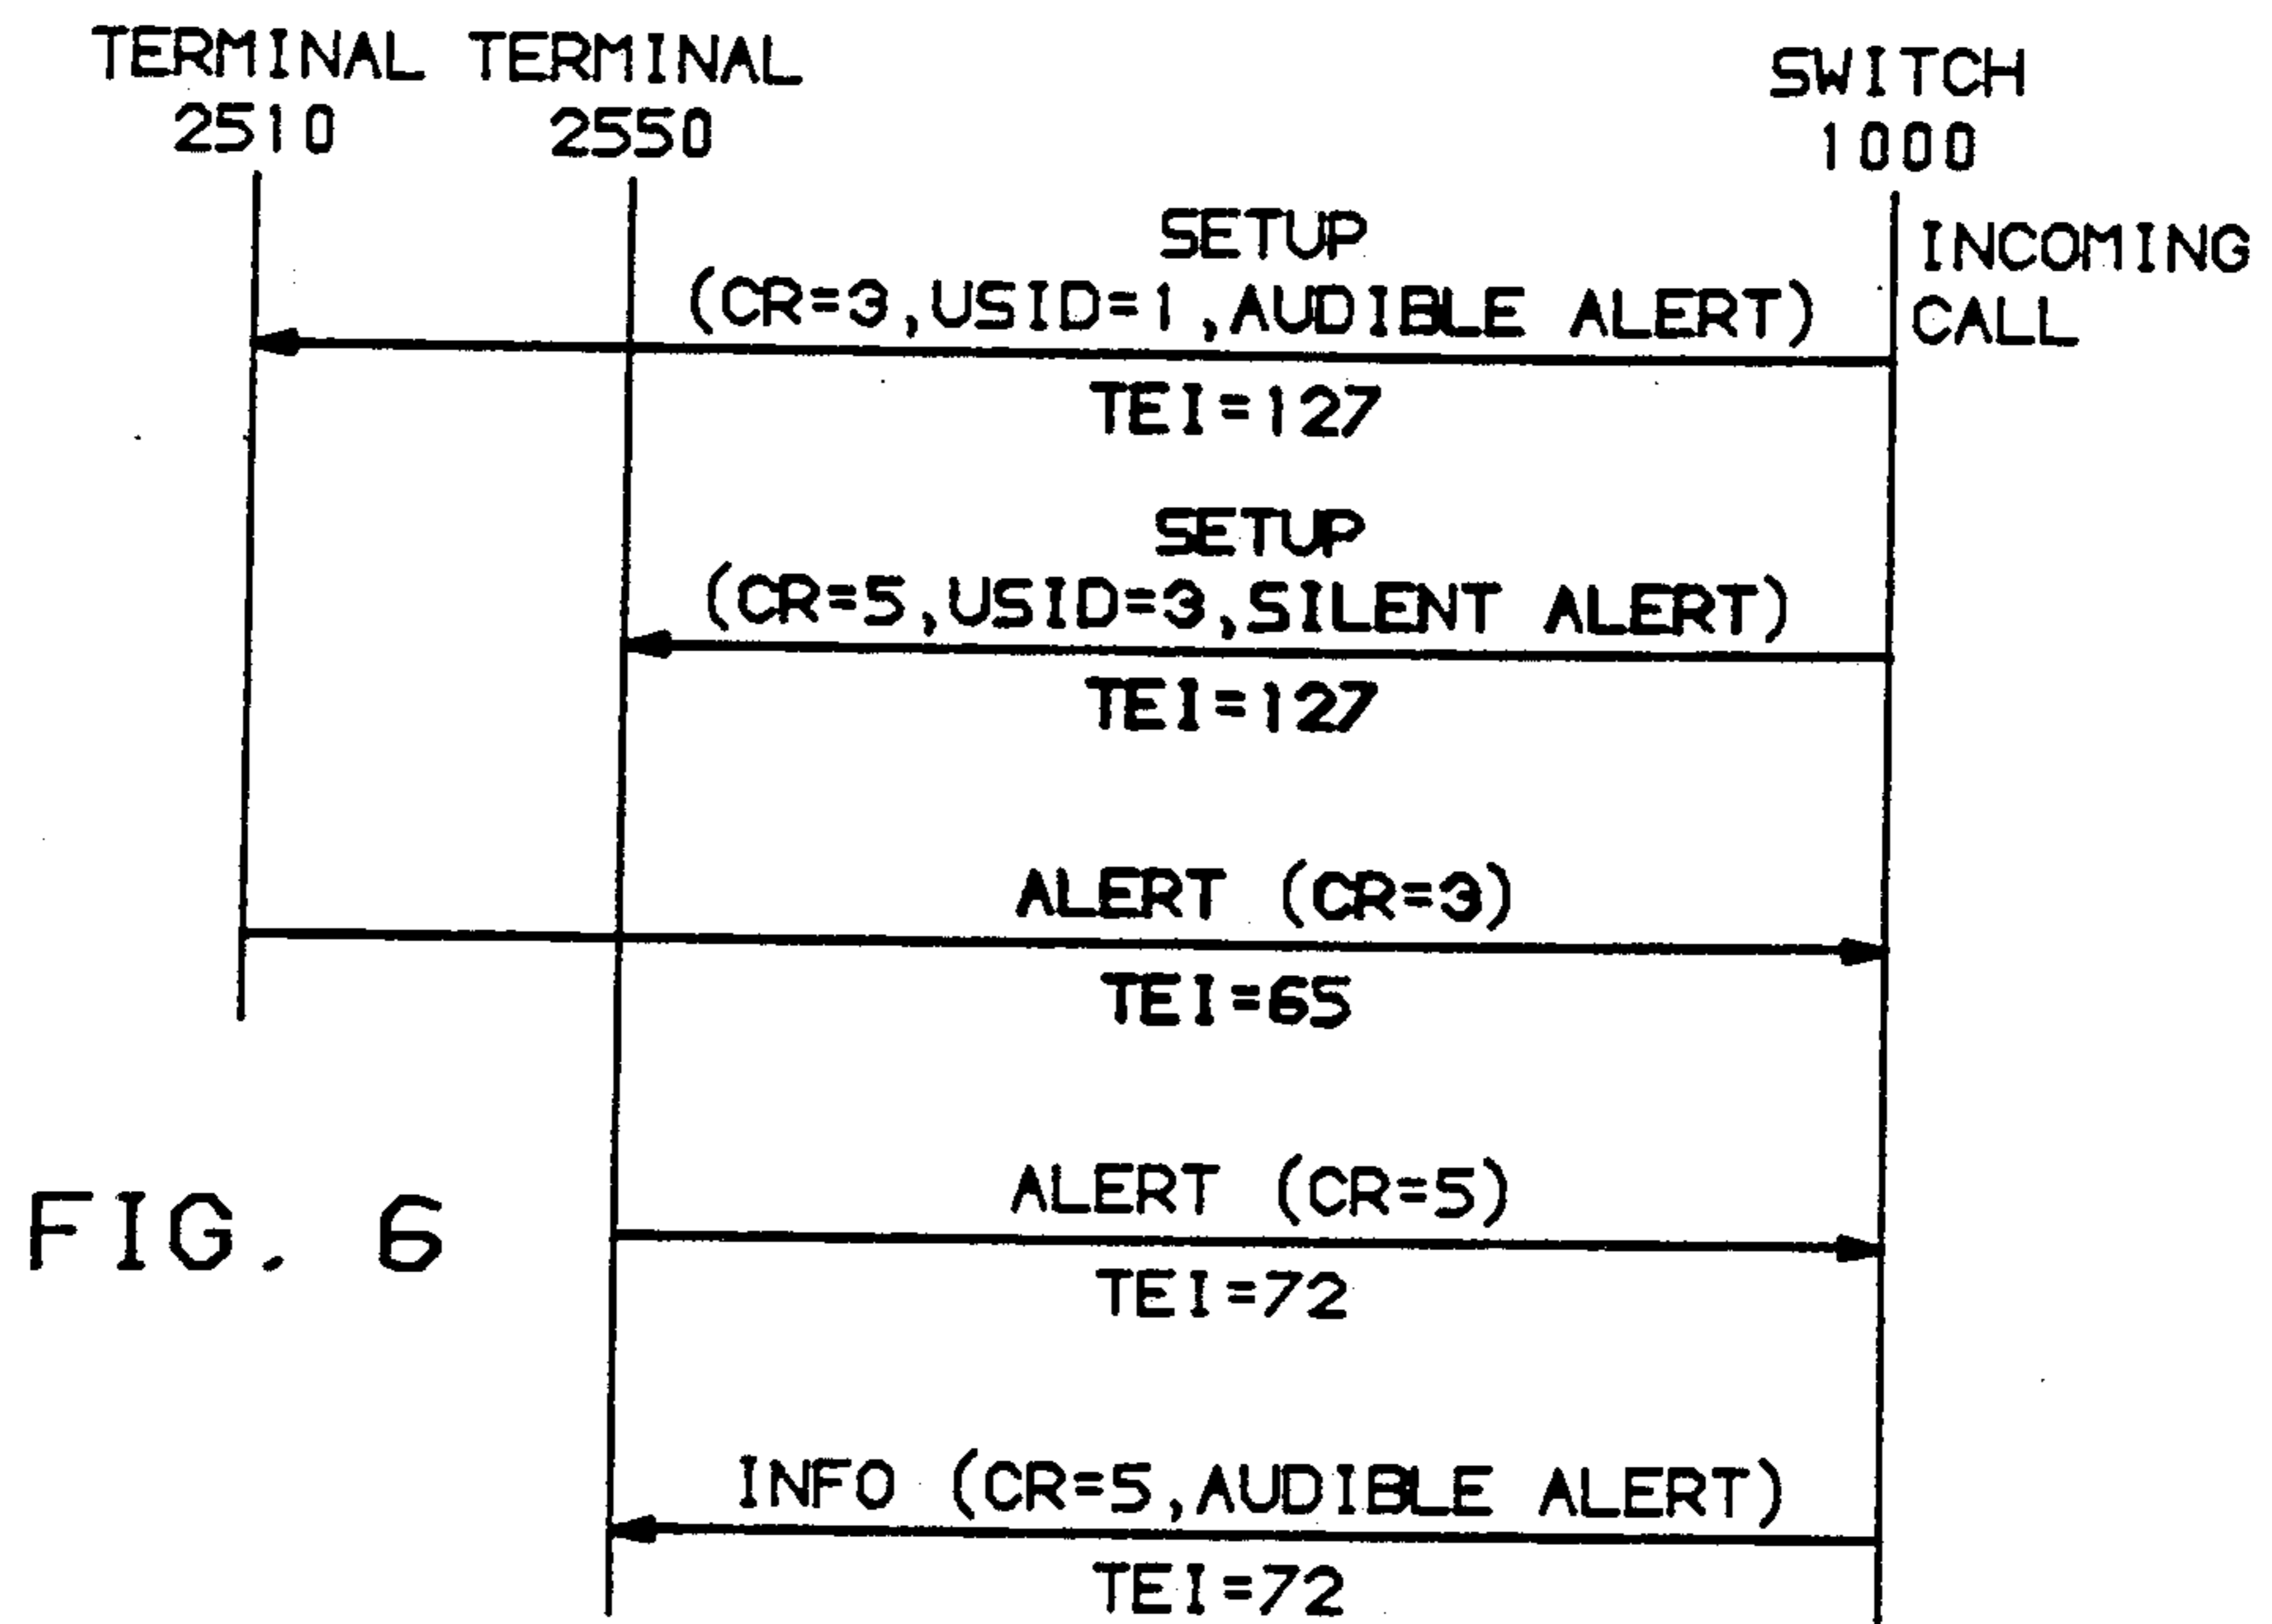 TERMINAL TERMINAL SWITCH
2510 2550 1000
SETUP
(CR=3,USID=1,AUDIBLE ALERT)
INCOMING
CALL
TEI=127
SETUP
(CR=5,USID=3,SILENT ALERT)
TEI=127
ALERT (CR=3)
TEI=65
ALERT (CR=5)
FIG. 6
TEI=72
INFO (CR=5,AUDIBLE ALERT)
TEI=72